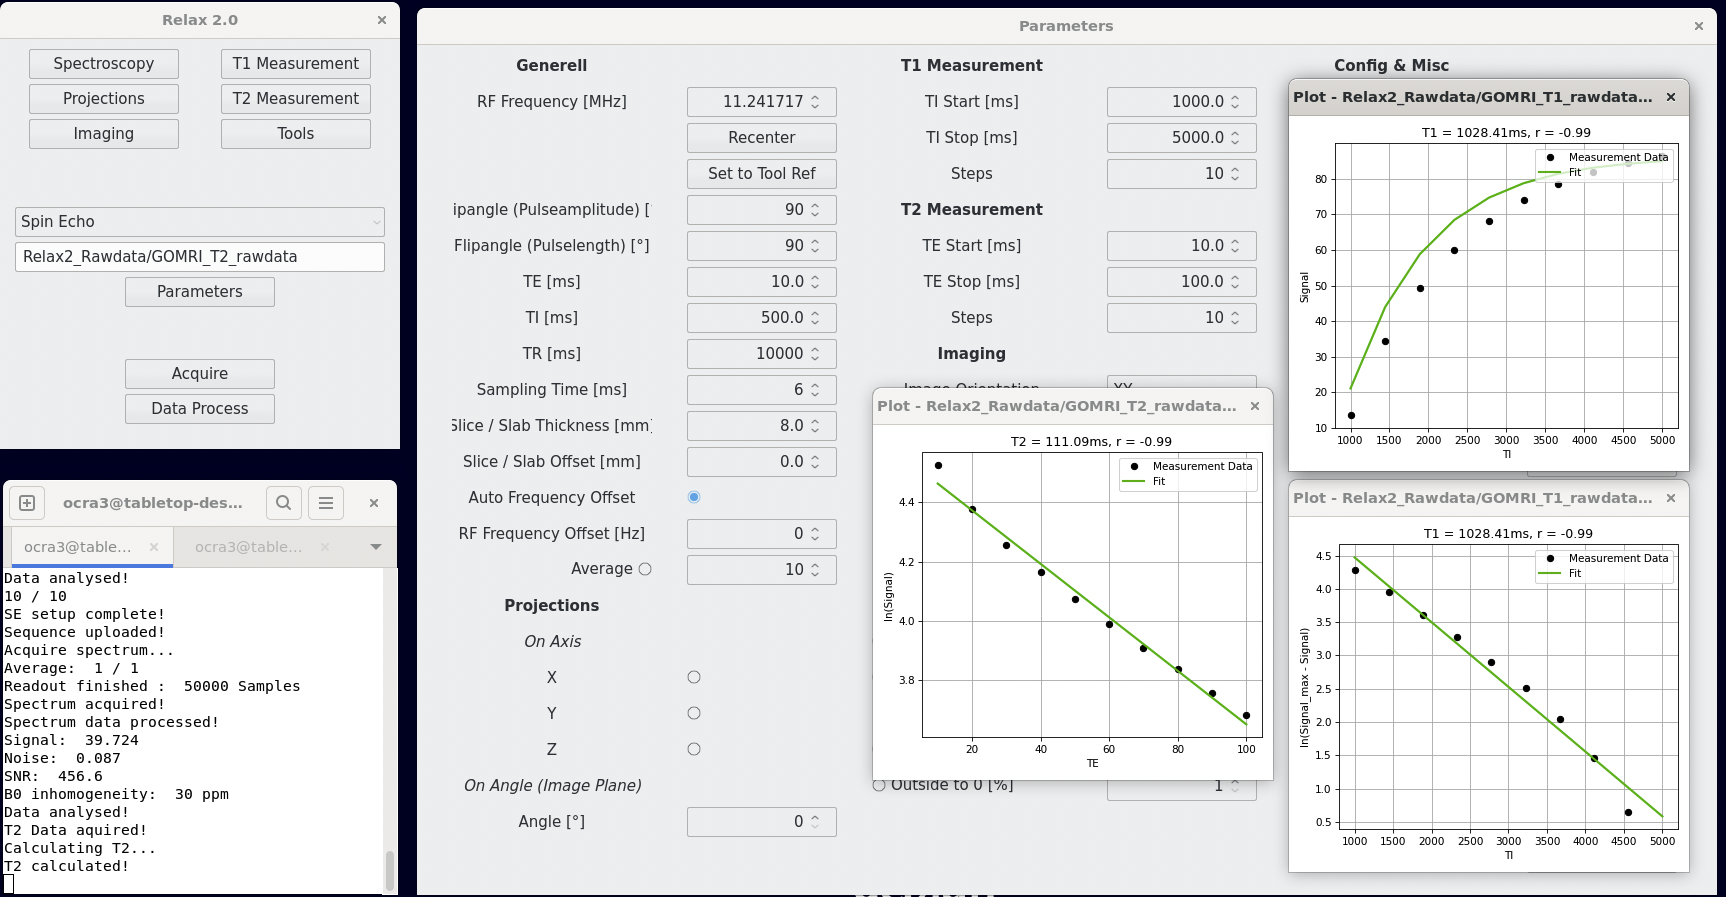 Relax 2.0
×
Spectroscopy
T1 Measurement
Projections
T2 Measurement
Imaging
Tools
Spin Echo
Relax2_Rawdata/GOMRI_T2_rawdata
Parameters
Acquire
Data Process
ocra3@tabletop-des...
×
ocra3@table... ×
ocra3@table... ×
Data analysed!
10 / 10
SE setup complete!
Sequence uploaded!
Acquire spectrum...
Average:  1 / 1
Readout finished :  50000 Samples
Spectrum acquired!
Spectrum data processed!
Signal:  39.724
Noise:  0.087
SNR:  456.6
B0 inhomogeneity:  30 ppm
Data analysed!
T2 Data aquired!
Calculating T2...
T2 calculated!
Parameters
×
Generell
RF Frequency [MHz] 11.241717
Recenter
Set to Tool Ref
ipangle (Pulseamplitude) [ 90
Flipangle (Pulselength) [°] 90
TE [ms] 10.0
TI [ms] 500.0
TR [ms] 10000
Sampling Time [ms] 6
Slice / Slab Thickness [mm] 8.0
Slice / Slab Offset [mm] 0.0
Auto Frequency Offset
RF Frequency Offset [Hz] 0
Average 10
Projections
On Axis
X
Y
Z
On Angle (Image Plane)
Angle [°] 0
T1 Measurement
TI Start [ms] 1000.0
TI Stop [ms] 5000.0
Steps 10
T2 Measurement
TE Start [ms] 10.0
TE Stop [ms] 100.0
Steps 10
Imaging
Image Orientation XY
Outside to 0 [%] 1
Config & Misc
Plot - Relax2_Rawdata/GOMRI_T2_rawdata... ×
T2 = 111.09ms, r = -0.99
Measurement Data
Fit
ln(Signal)
4.4
4.2
4.0
3.8
20 40 60 80 100
TE
Plot - Relax2_Rawdata/GOMRI_T1_rawdata... ×
T1 = 1028.41ms, r = -0.99
Measurement Data
Fit
Signal
80
70
60
50
40
30
20
10
1000 1500 2000 2500 3000 3500 4000 4500 5000
TI
Plot - Relax2_Rawdata/GOMRI_T1_rawdata... ×
T1 = 1028.41ms, r = -0.99
Measurement Data
Fit
ln(Signal_max - Signal)
4.5
4.0
3.5
3.0
2.5
2.0
1.5
1.0
0.5
1000 1500 2000 2500 3000 3500 4000 4500 5000
TI